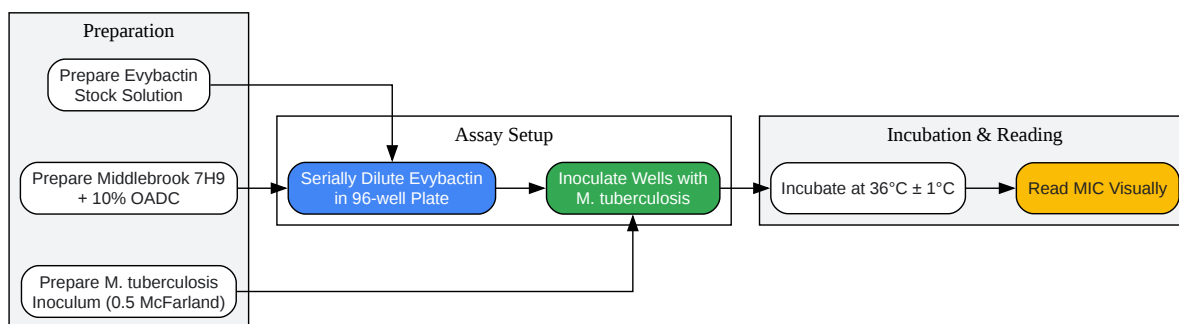 Preparation
Prepare Evybactin
Stock Solution
Prepare Middlebrook 7H9
+ 10% OADC
Prepare M. tuberculosis
Inoculum (0.5 McFarland)
Assay Setup
Serially Dilute Evybactin
in 96-well Plate
Inoculate Wells with
M. tuberculosis
Incubation & Reading
Incubate at 36°C ± 1°C
Read MIC Visually